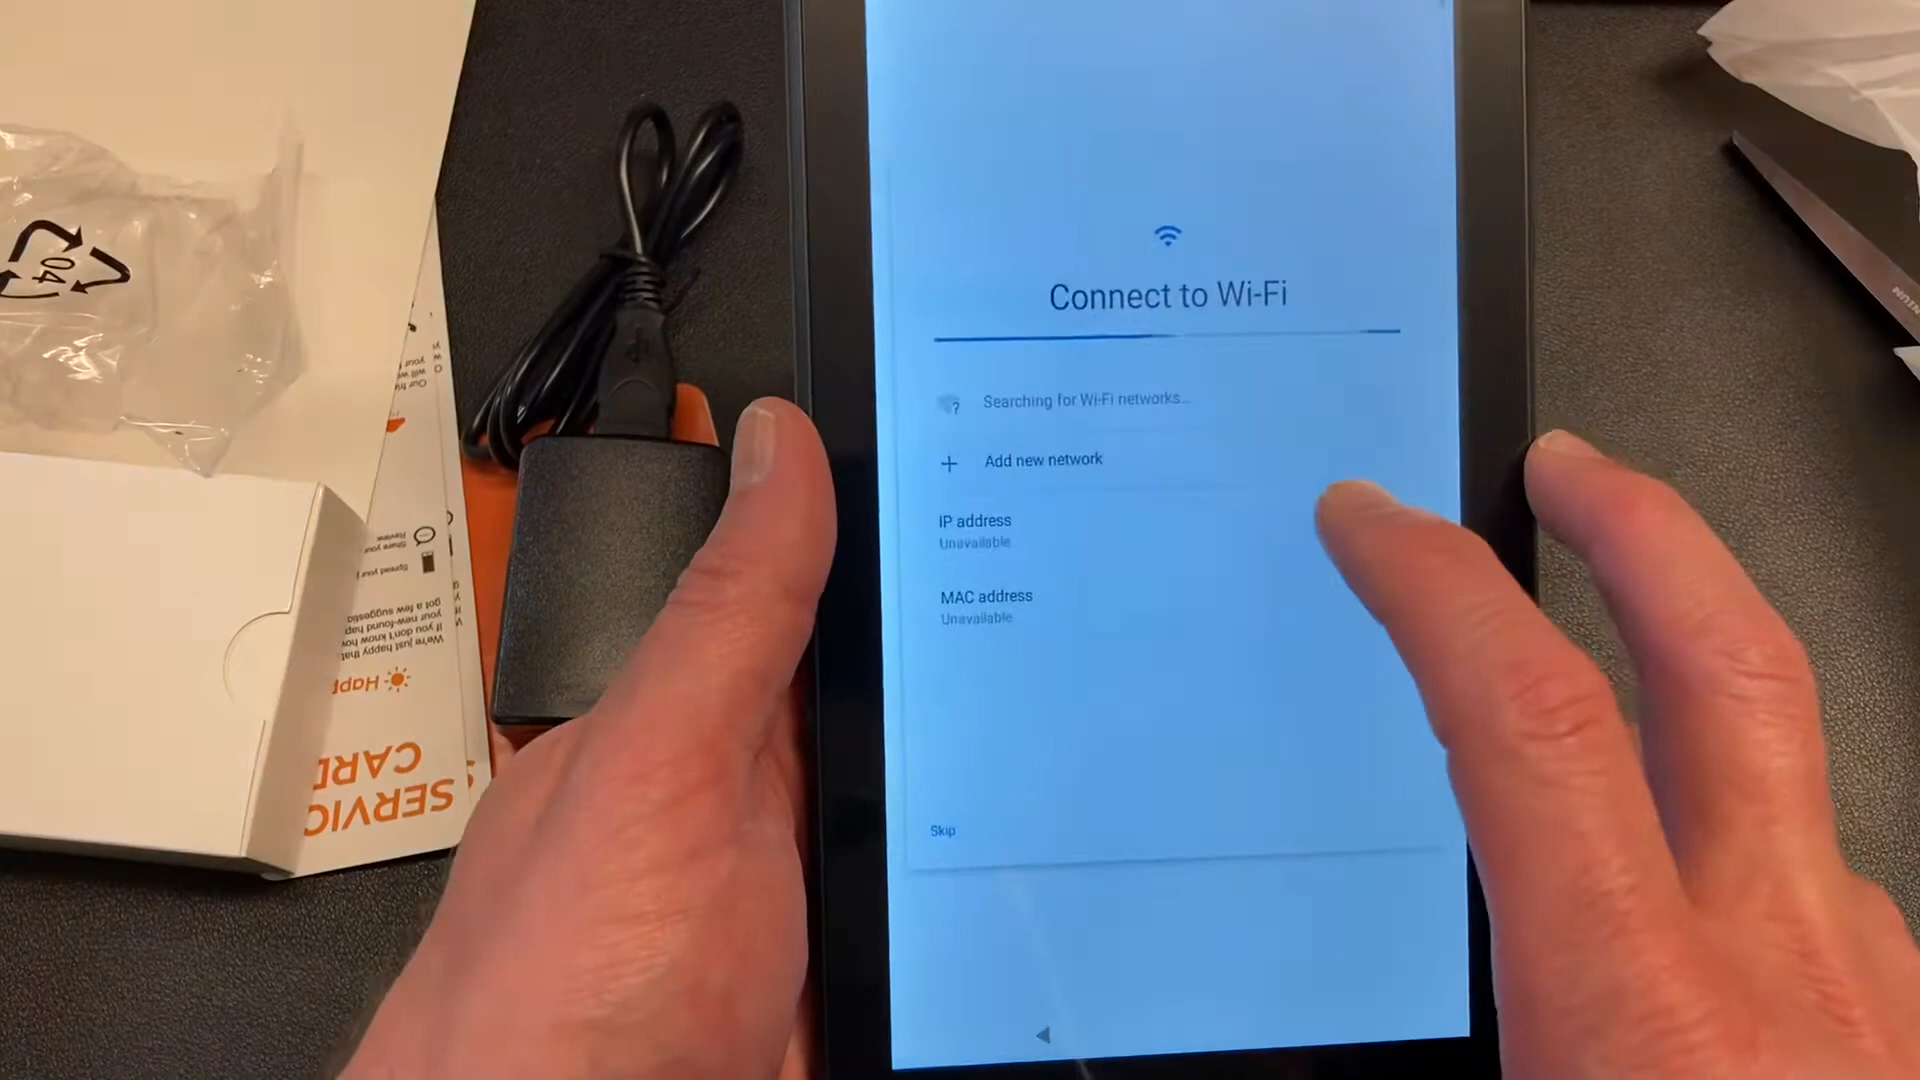 Connect to Wi-Fi
Searching for Wi-Fi networks...
Add new network
IP address
Unavailable
MAC address
Unavailable
Skip
04
SERVIC
CARD
Happ
We're just happy that
If you don't know how
your new-found hap
got a few suggestio
Spread your j
Share your
Review